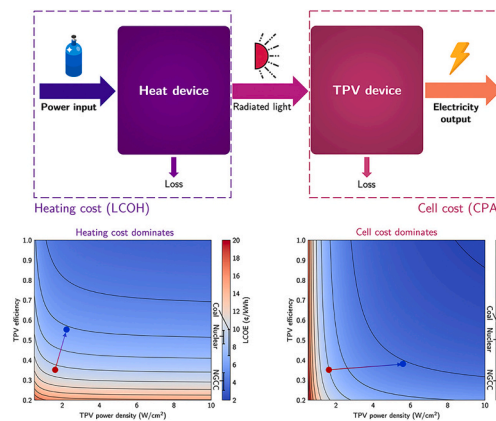 Heat device
TPV device
Power input
Radiated light
Electricity
output
Loss
Loss
Heating cost (LCOH)
Cell cost (CPA
Heating cost dominates
Cell cost dominates
1.0
0.9
0.8
0.7
0.6
0.5
0.4
0.3
0.2
TPV efficiency
2
4
6
8
10
TPV power density (W/cm²)
20
18
16
14
12
10
8
6
4
2
LCOE (¢/kWh)
Coal
Nuclear
NGCC
1.0
0.9
0.8
0.7
0.6
0.5
0.4
0.3
0.2
TPV efficiency
2
4
6
8
10
TPV power density (W/cm²)
Coal
Nuclear
NGCC